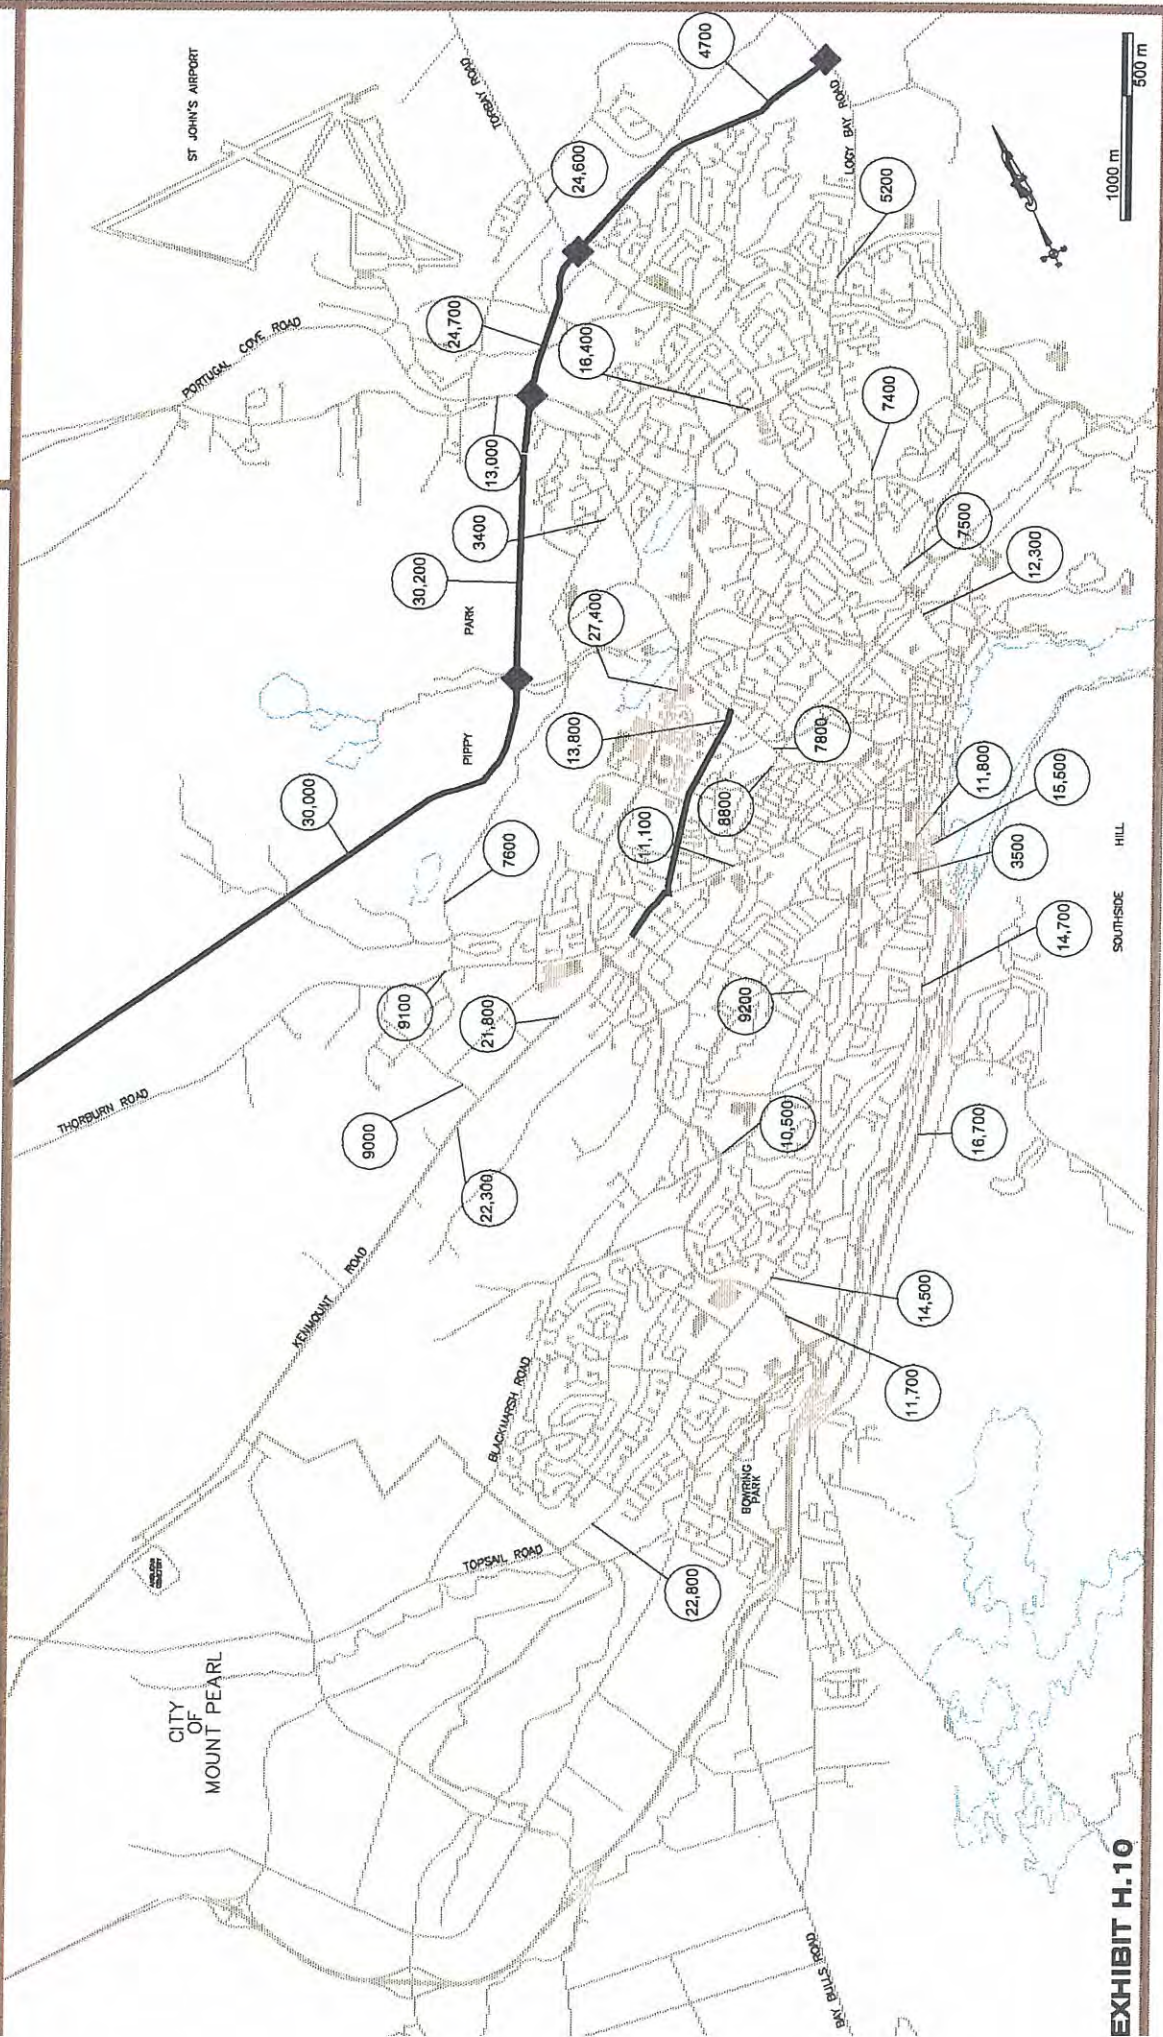 ST JOHN'S AIRPORT
TORBAY ROAD
4700
24,600
LOGY BAY ROAD
500 m
1000 m
5200
PORTUGAL COVE ROAD
24,700
16,400
13,000
7400
3400
30,200
7500
12,300
PARK
PIPPY
27,400
13,800
7800
8800
11,100
11,800
15,500
3500
HILL
SOUTHSIDE
30,000
7600
14,700
9100
21,800
9200
THORBURN ROAD
9000
22,300
10,500
16,700
KENMOUNT ROAD
14,500
11,700
BLACKMARSH ROAD
BOWRING
PARK
TOPSAIL ROAD
22,800
CEMETERY
CITY
OF
MOUNT PEARL
BAY BULLS ROAD
EXHIBIT H.10